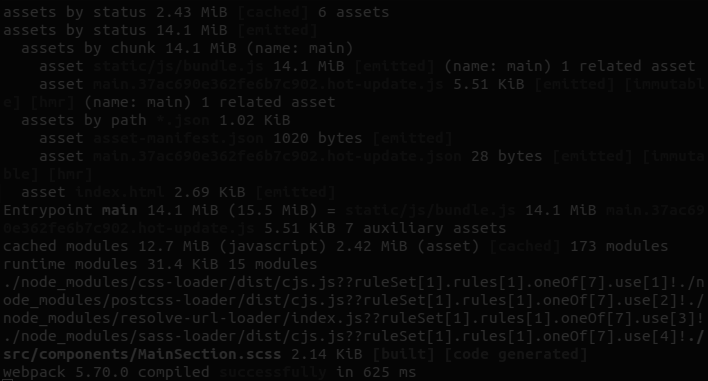 assets by status 2.43 MiB [cached] 6 assets
assets by status 14.1 MiB [emitted]
assets by chunk 14.1 MiB (name: main)
asset static/js/bundle.js 14.1 MiB [emitted] (name: main) 1 related asset
asset main.37ac690e362fe6b7c902.hot-update.js 5.51 KiB [emitted] [immutabl
e] [hmr] (name: main) 1 related asset
assets by path *.json 1.02 KiB
asset asset-manifest.json 1020 bytes [emitted]
asset main.37ac690e362fe6b7c902.hot-update.json 28 bytes [emitted] [immuta
ble] [hmr]
asset index.html 2.69 KiB [emitted]
Entrypoint main 14.1 MiB (15.5 MiB) = static/js/bundle.js 14.1 MiB main.37ac69
0e362fe6b7c902.hot-update.js 5.51 KiB 7 auxiliary assets
cached modules 12.7 MiB (javascript) 2.42 MiB (asset) [cached] 173 modules
runtime modules 31.4 KiB 15 modules
./node_modules/css-loader/dist/cjs.js??ruleSet[1].rules[1].oneOf[7].use[1]!./n
ode_modules/postcss-loader/dist/cjs.js??ruleSet[1].rules[1].oneOf[7].use[2]!./
node_modules/resolve-url-loader/index.js??ruleSet[1].rules[1].oneOf[7].use[3]!
./node_modules/sass-loader/dist/cjs.js??ruleSet[1].rules[1].oneOf[7].use[4]!./
src/components/MainSection.scss 2.14 KiB [built] [code generated]
webpack 5.70.0 compiled successfully in 625 ms